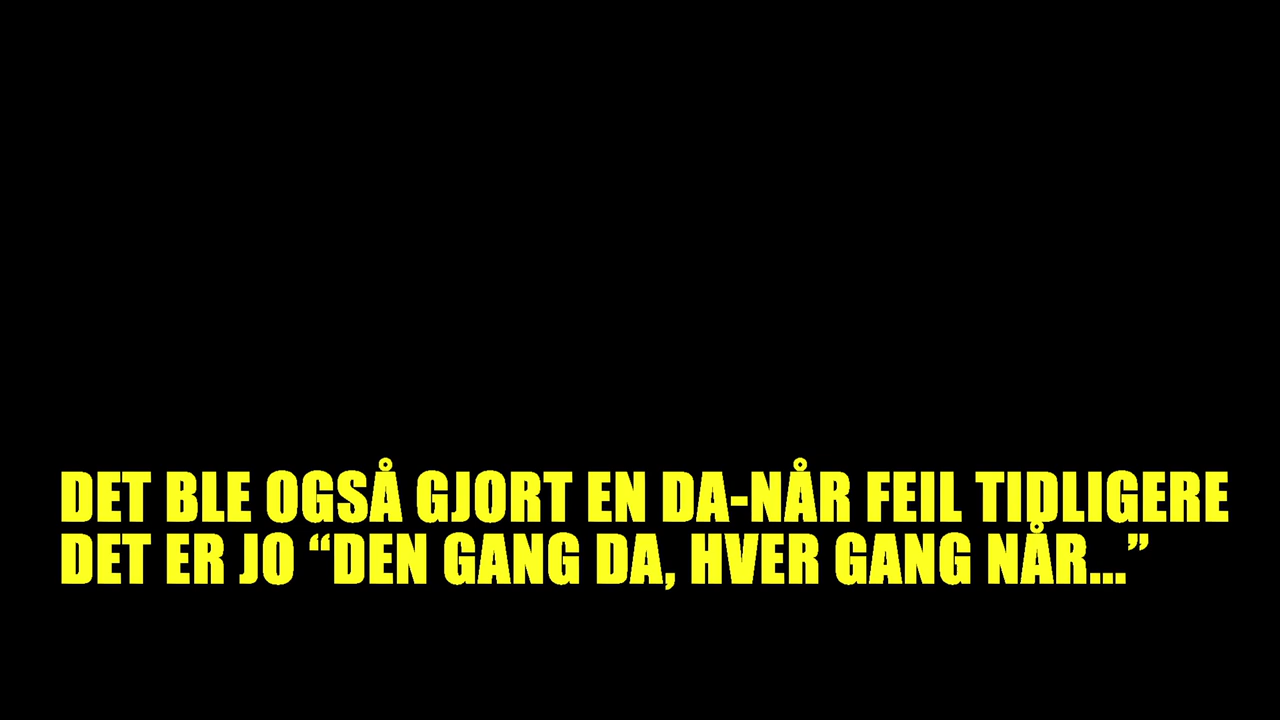 DET BLE OGSÅ GJORT EN DA-NÅR FEIL TIDLIGERE
DET ER JO “DEN GANG DA, HVER GANG NÅR...”